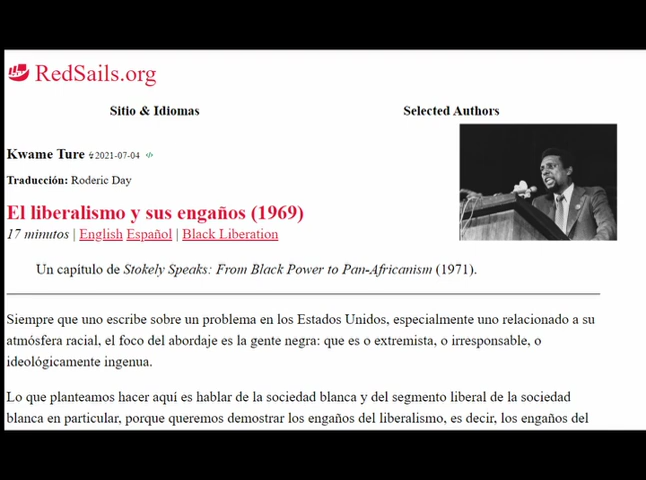 RedSails.org
Sitio & Idiomas
Selected Authors
Kwame Ture ↯2021-07-04 </>
Traducción: Roderic Day
El liberalismo y sus engaños (1969)
17 minutos | English Español | Black Liberation
Un capítulo de Stokely Speaks: From Black Power to Pan-Africanism (1971).
Siempre que uno escribe sobre un problema en los Estados Unidos, especialmente uno relacionado a su
atmósfera racial, el foco del abordaje es la gente negra: que es o extremista, o irresponsable, o
ideológicamente ingenua.
Lo que planteamos hacer aquí es hablar de la sociedad blanca y del segmento liberal de la sociedad
blanca en particular, porque queremos demostrar los engaños del liberalismo, es decir, los engaños del